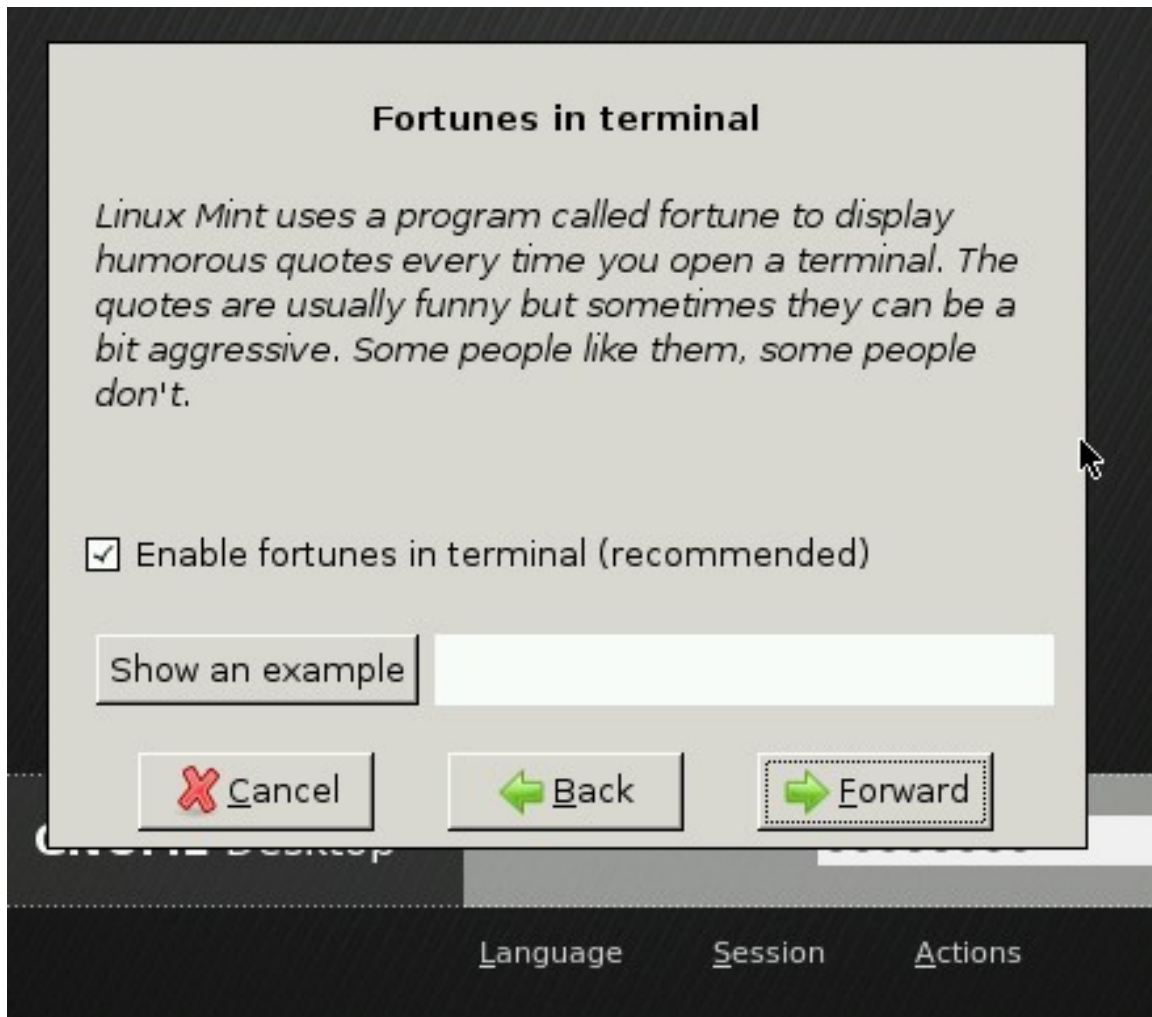 Fortunes in terminal
Linux Mint uses a program called fortune to display
humorous quotes every time you open a terminal. The
quotes are usually funny but sometimes they can be a
bit aggressive. Some people like them, some people
don't.
Enable fortunes in terminal (recommended)
Show an example
Cancel Back Forward
GNOME Desktop
Language Session Actions